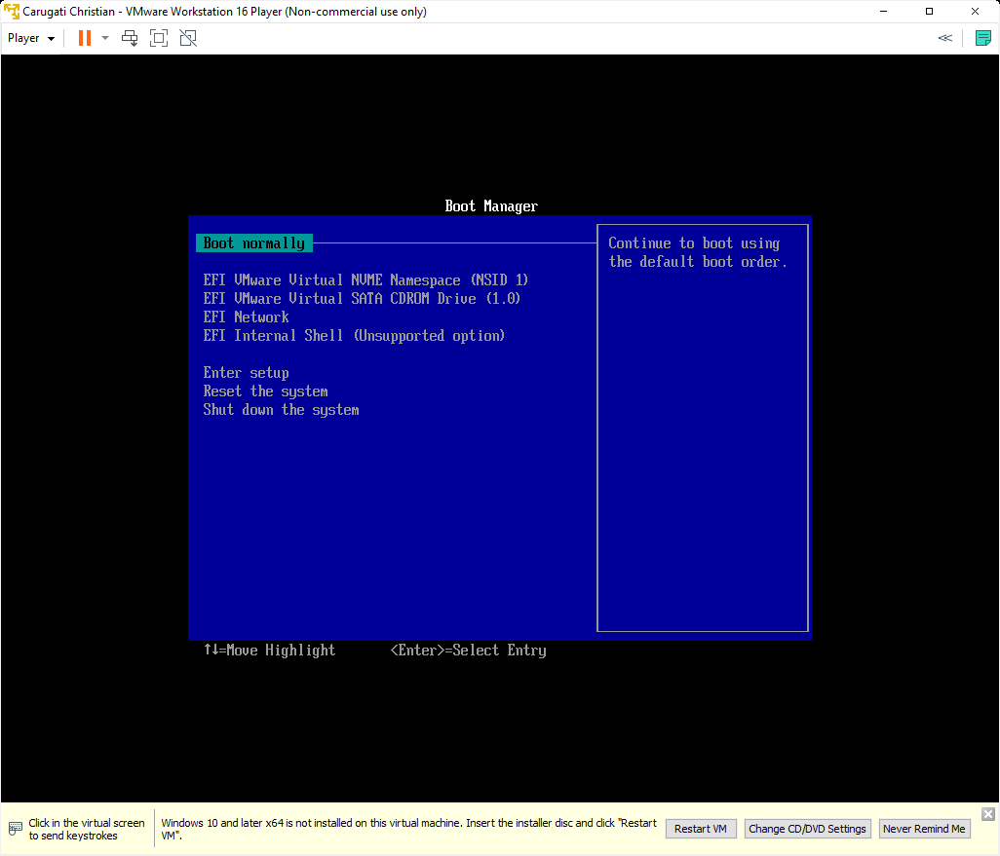 Carugati Christian - VMware Workstation 16 Player (Non-commercial use only)
Player
Boot Manager
Boot normally
EFI VMware Virtual NVME Namespace (NSID 1)
EFI VMware Virtual SATA CDROM Drive (1.0)
EFI Network
EFI Internal Shell (Unsupported option)
Enter setup
Reset the system
Shut down the system
Continue to boot using
the default boot order.
↑↓=Move Highlight <Enter>=Select Entry
Click in the virtual screen
to send keystrokes
Windows 10 and later x64 is not installed on this virtual machine. Insert the installer disc and click "Restart
VM".
Restart VM
Change CD/DVD Settings
Never Remind Me